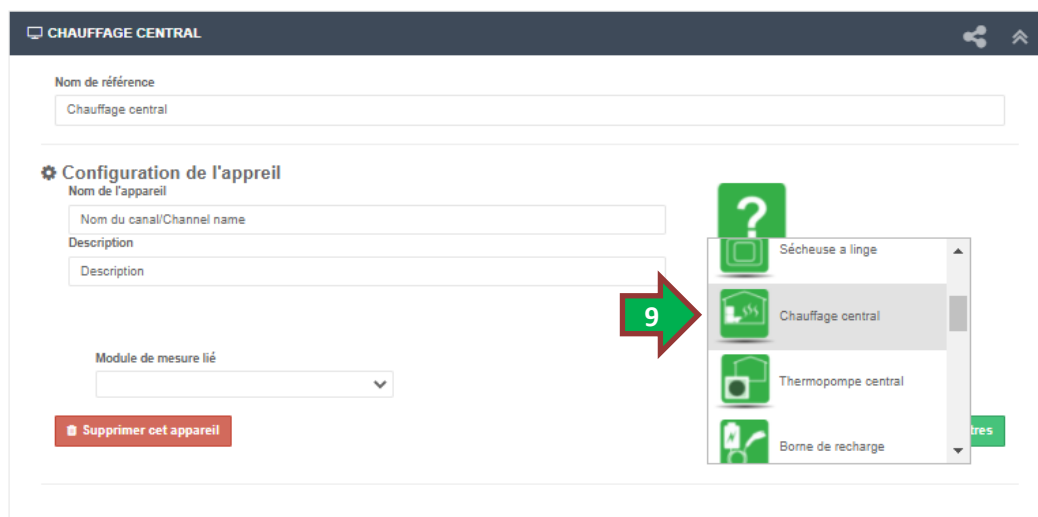 CHAUFFAGE CENTRAL
Nom de référence
Chauffage central
Configuration de l'appreil
Nom de l'appareil
Nom du canal/Channel name
Description
Description
?
Sécheuse a linge
9
Chauffage central
Thermopompe central
Borne de recharge
Module de mesure lié
Supprimer cet appareil
tres